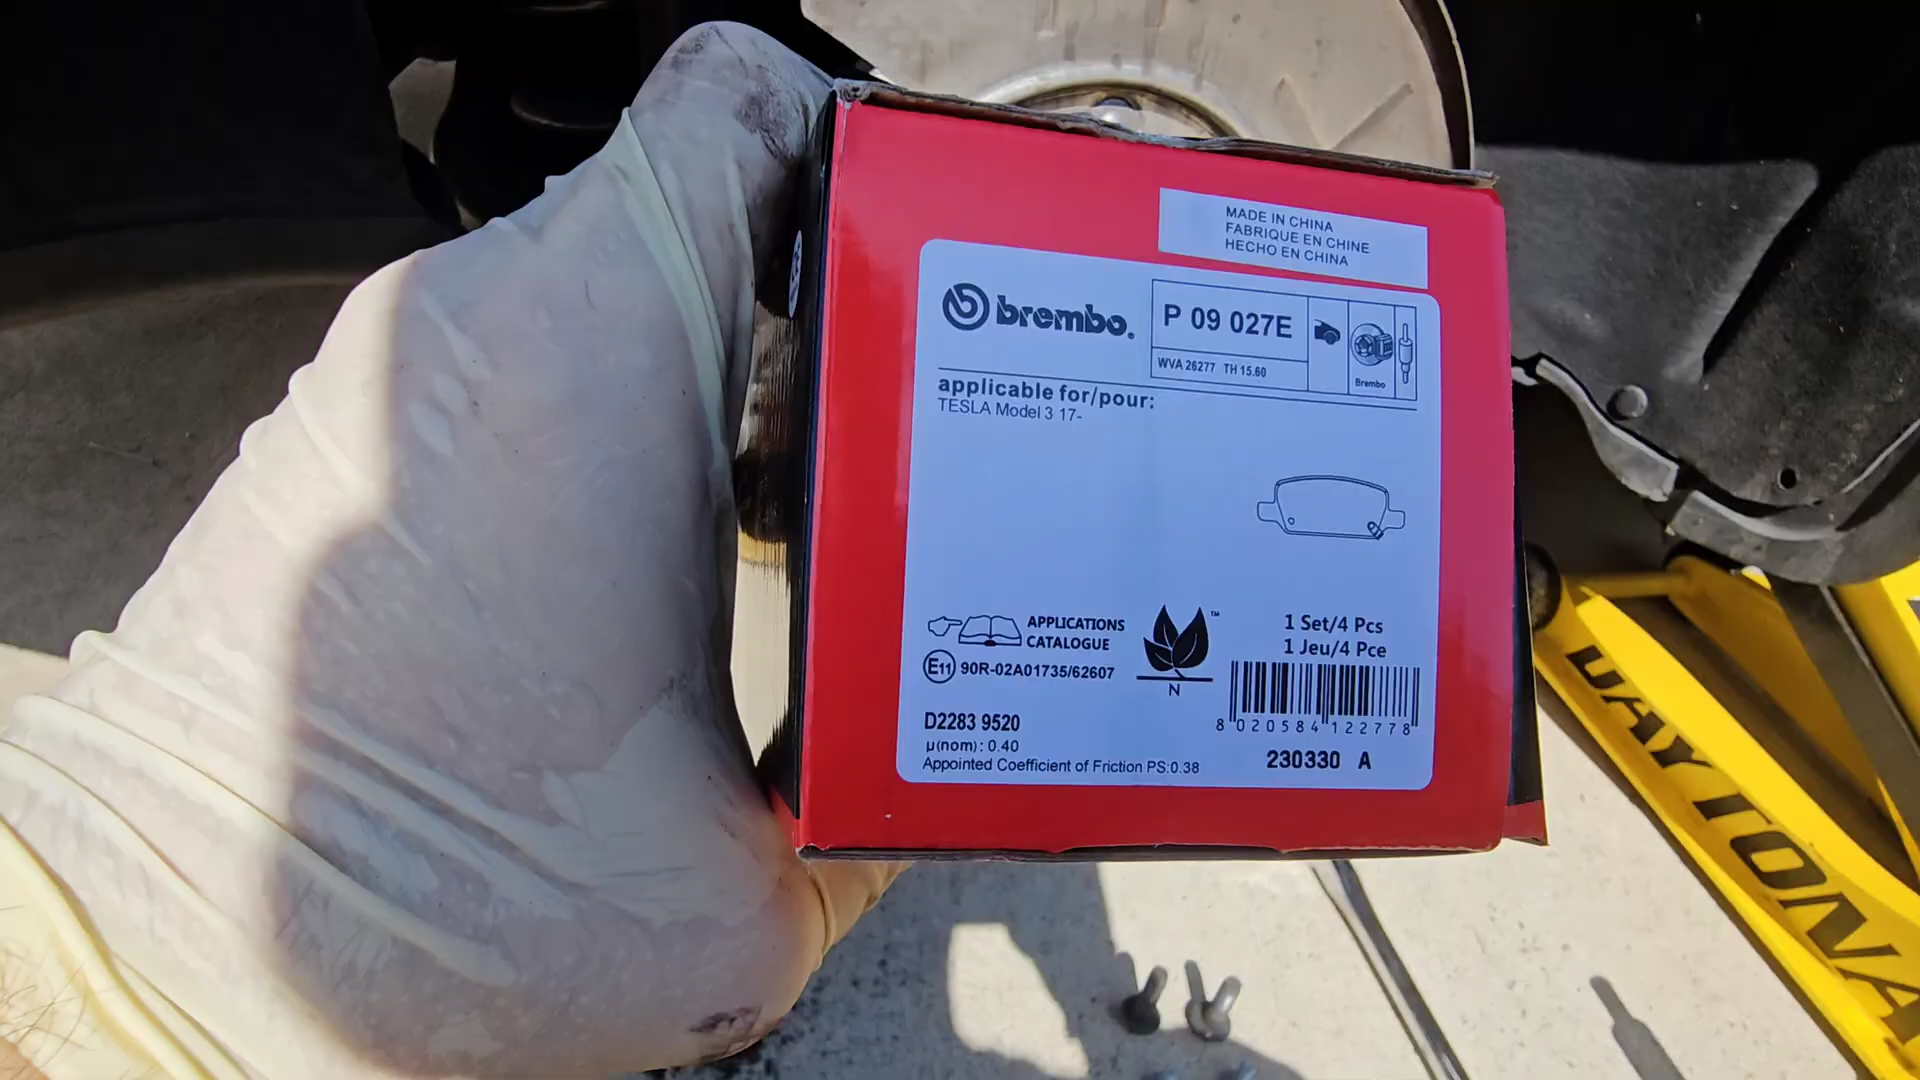 MADE IN CHINA
FABRIQUE EN CHINE
HECHO EN CHINA
brembo.
P 09 027E
WVA 26277 TH 15.60
Brembo
applicable for/pour:
TESLA Model 3 17-
APPLICATIONS
CATALOGUE
E11 90R-02A01735/62607
TM
N
1 Set/4 Pcs
1 Jeu/4 Pce
8 020584 122778
D2283 9520
µ(nom): 0.40
Appointed Coefficient of Friction PS:0.38
230330 A
DAYTONA